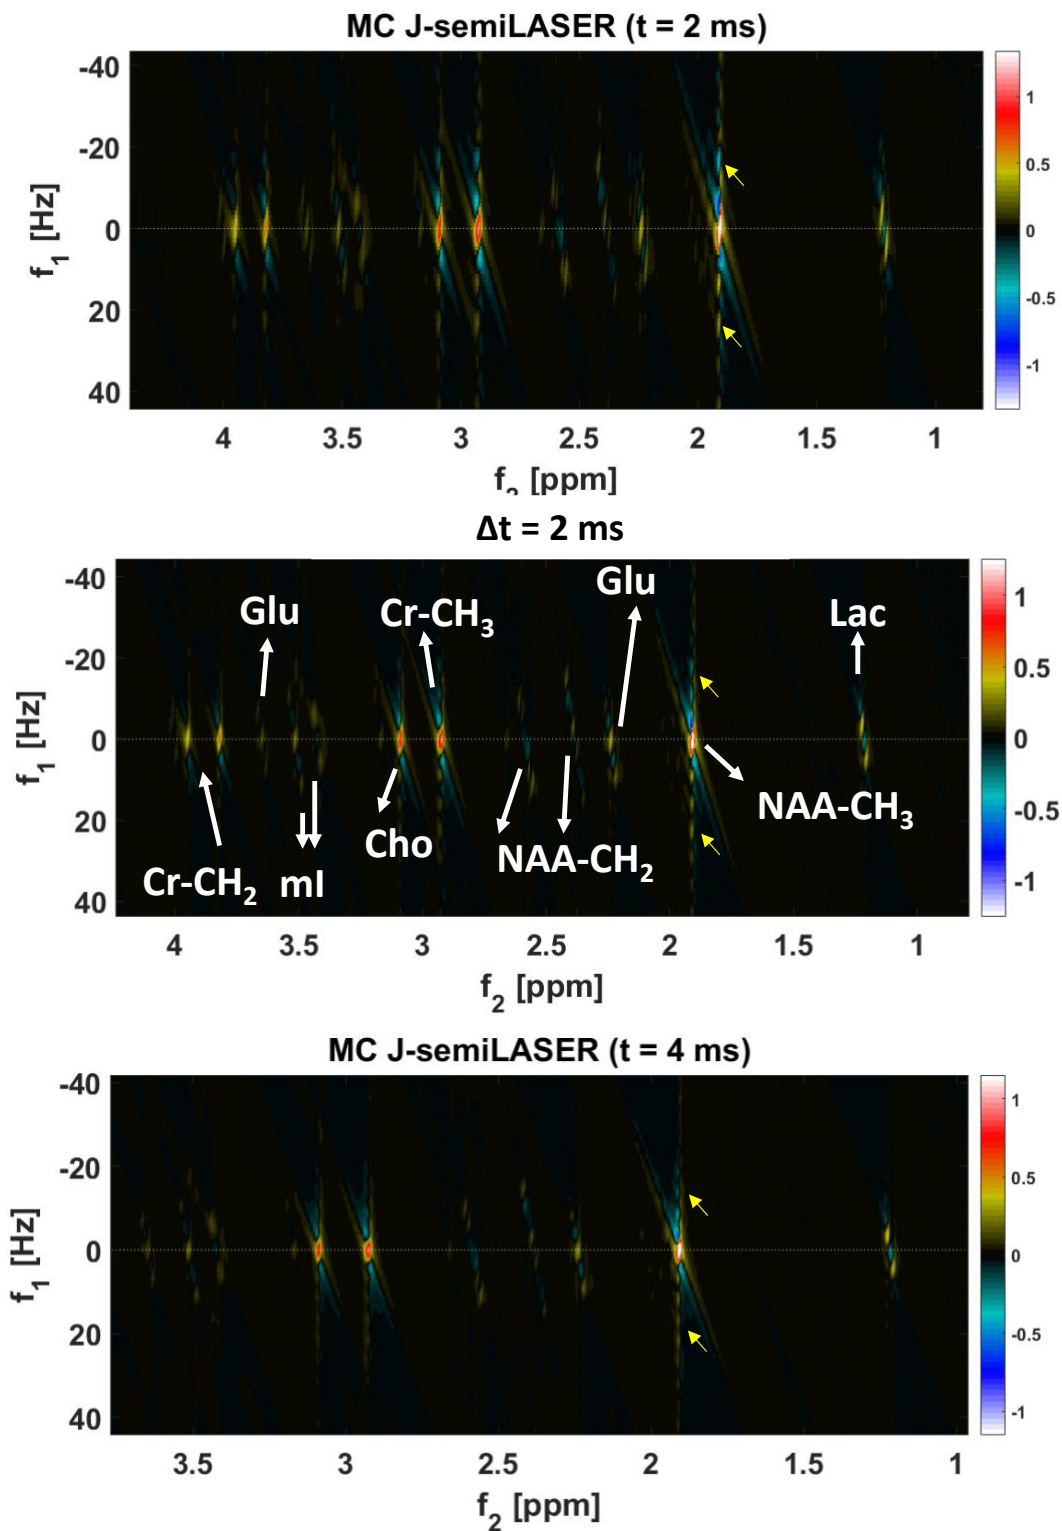 MC J-semiLASER (t = 2 ms)
-40
-20
0
20
40
f1 [Hz]
1
0.5
0
-0.5
-1
4 3.5 3 2.5 2 1.5 1
f2 [ppm]
Δt = 2 ms
-40
-20
0
20
40
f1 [Hz]
Glu
Cr-CH3
Glu
Lac
Cr-CH2
mI
Cho
NAA-CH2
NAA-CH3
1
0.5
0
-0.5
-1
4 3.5 3 2.5 2 1.5 1
f2 [ppm]
MC J-semiLASER (t = 4 ms)
-40
-20
0
20
40
f1 [Hz]
1
0.5
0
-0.5
-1
3.5 3 2.5 2 1.5 1
f2 [ppm]